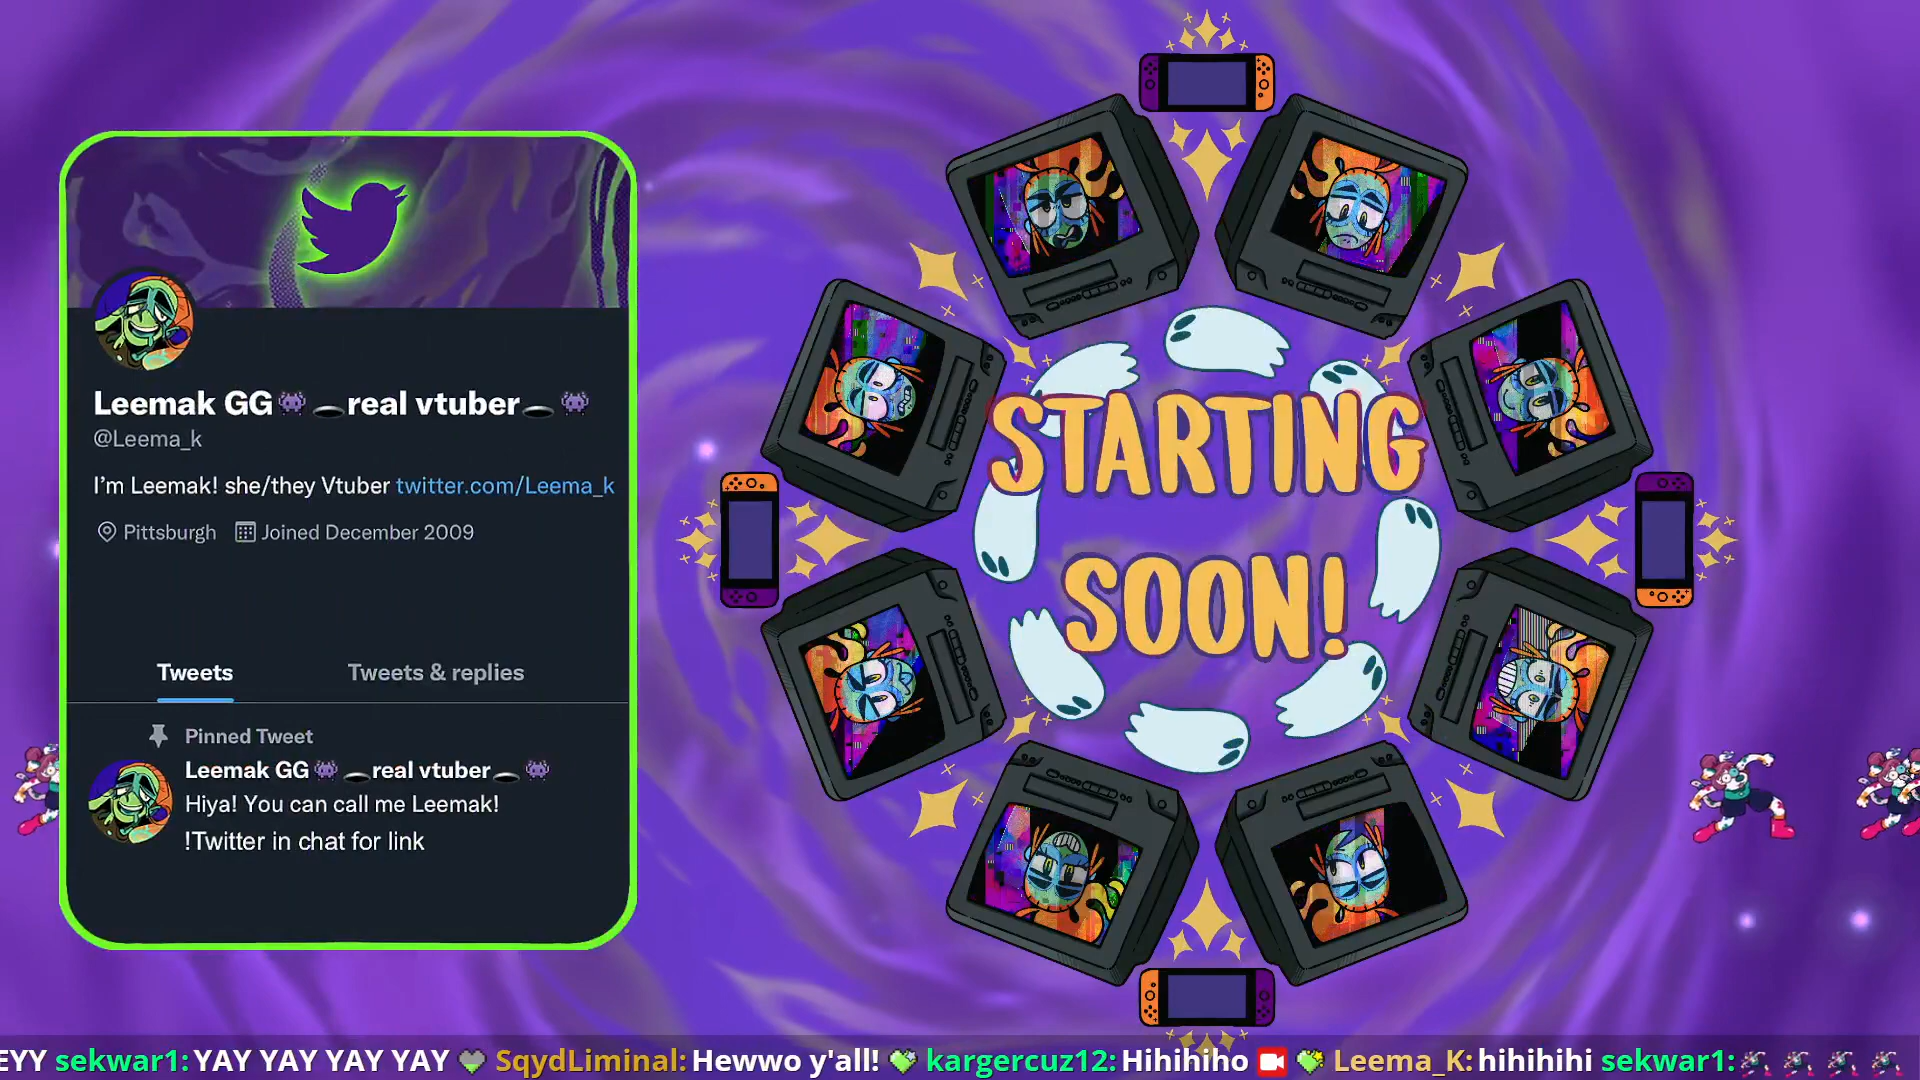 Leemak GG👾🕳️real vtuber🕳️👾
@Leema_k
I'm Leemak! she/they Vtuber twitter.com/Leema_k
Pittsburgh Joined December 2009
Tweets Tweets & replies
Pinned Tweet
Leemak GG👾🕳️real vtuber🕳️👾
Hiya! You can call me Leemak!
!Twitter in chat for link
STARTING
SOON!
EYY sekwar1: YAY YAY YAY YAY SqydLiminal: Hewwo y'all! kargercuz12: Hihihiho Leema_K: hihihihi sekwar1: